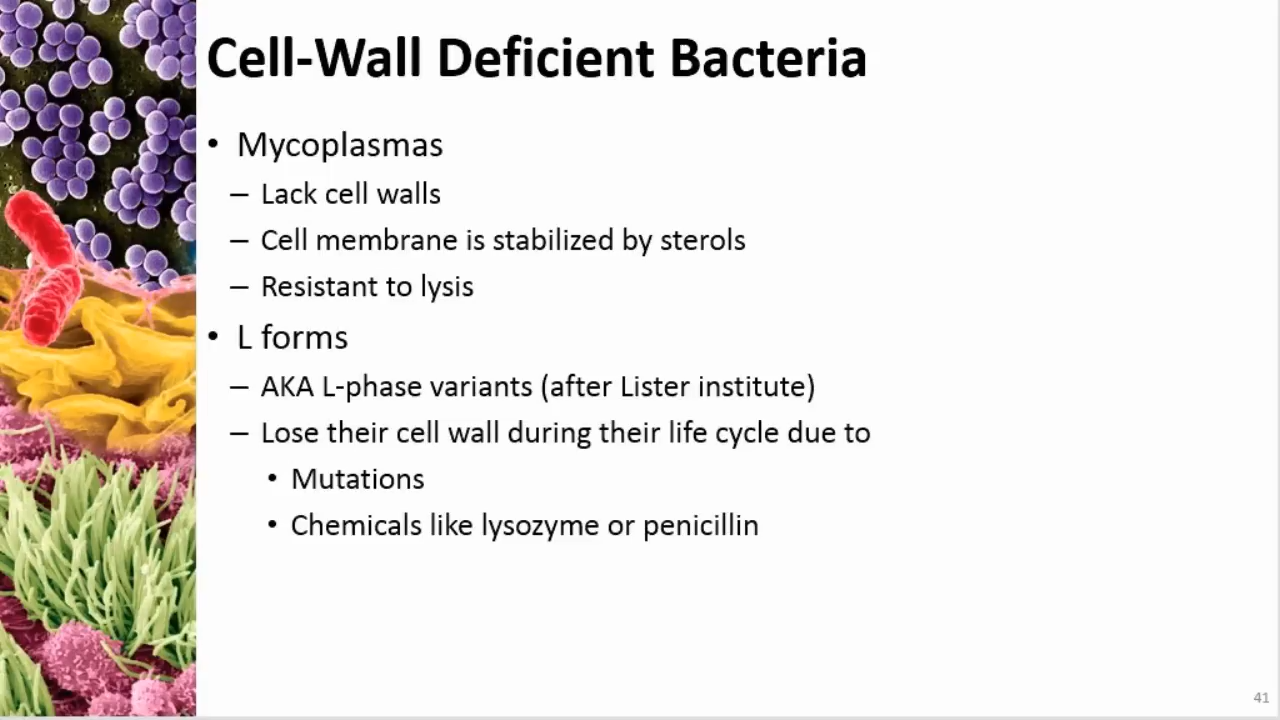 Cell-Wall Deficient Bacteria
• Mycoplasmas
– Lack cell walls
– Cell membrane is stabilized by sterols
– Resistant to lysis
• L forms
– AKA L-phase variants (after Lister institute)
– Lose their cell wall during their life cycle due to
• Mutations
• Chemicals like lysozyme or penicillin
41